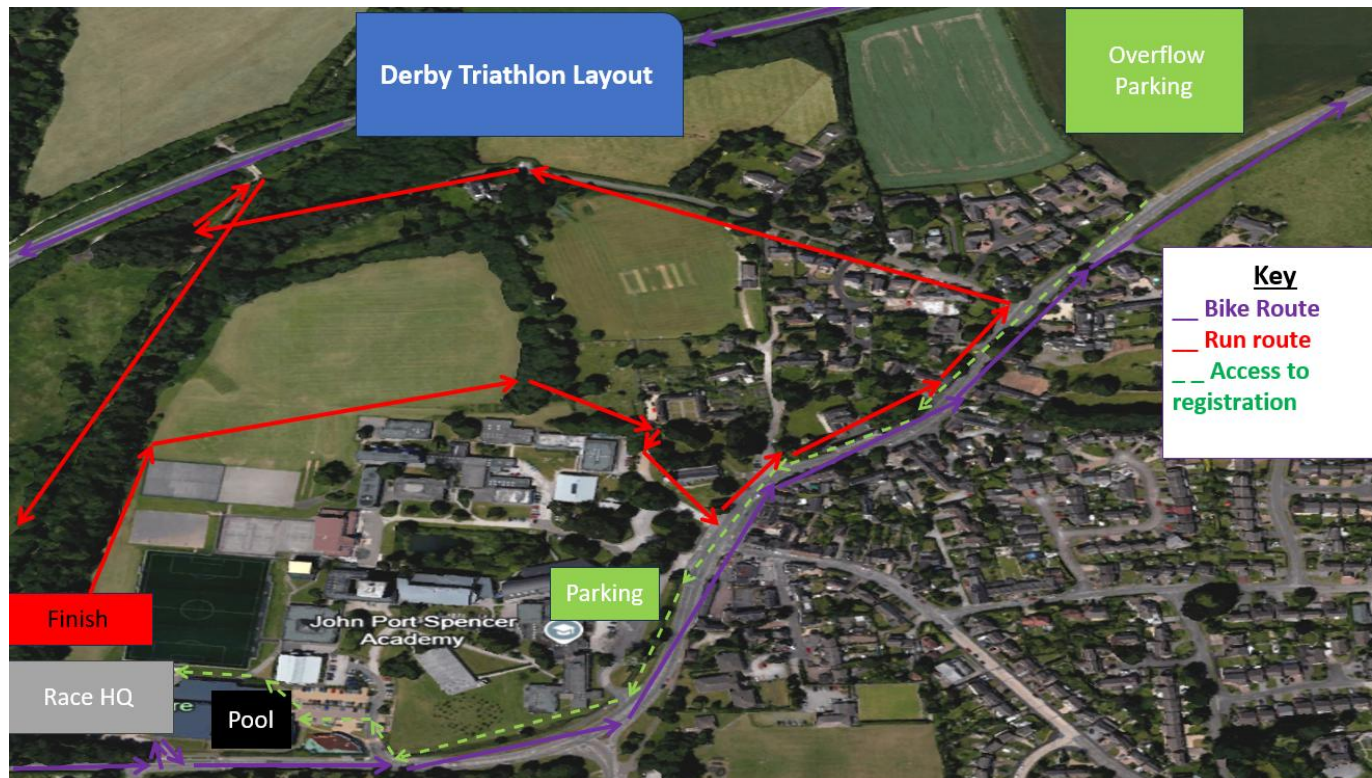 Derby Triathlon Layout
Overflow
Parking
Key
__ Bike Route
__ Run route
_ _ Access to
registration
Parking
John Port Spencer
Academy
Finish
Race HQ
re
Pool